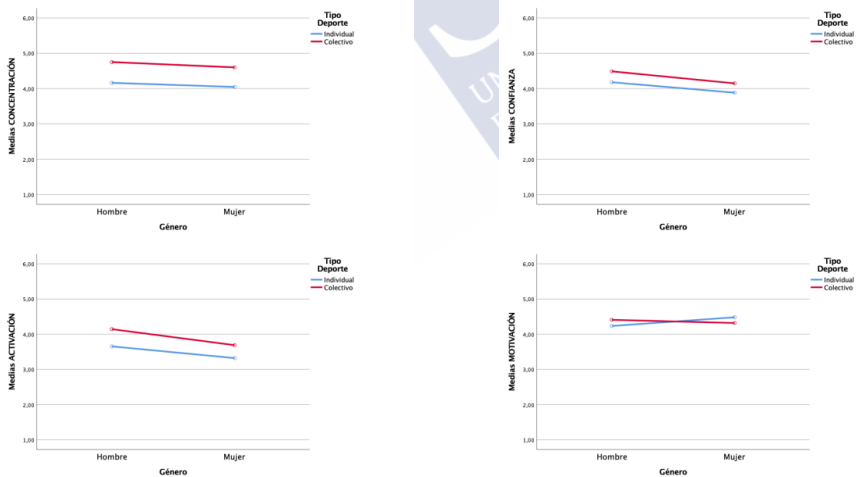 Tipo
Deporte
Individual
Colectivo
6,00
5,00
4,00
3,00
2,00
1,00
Medias CONCENTRACIÓN
Hombre
Mujer
Género
Tipo
Deporte
Individual
Colectivo
6,00
5,00
4,00
3,00
2,00
1,00
Medias CONFIANZA
Hombre
Mujer
Género
Tipo
Deporte
Individual
Colectivo
6,00
5,00
4,00
3,00
2,00
1,00
Medias ACTIVACIÓN
Hombre
Mujer
Género
Tipo
Deporte
Individual
Colectivo
6,00
5,00
4,00
3,00
2,00
1,00
Medias MOTIVACIÓN
Hombre
Mujer
Género